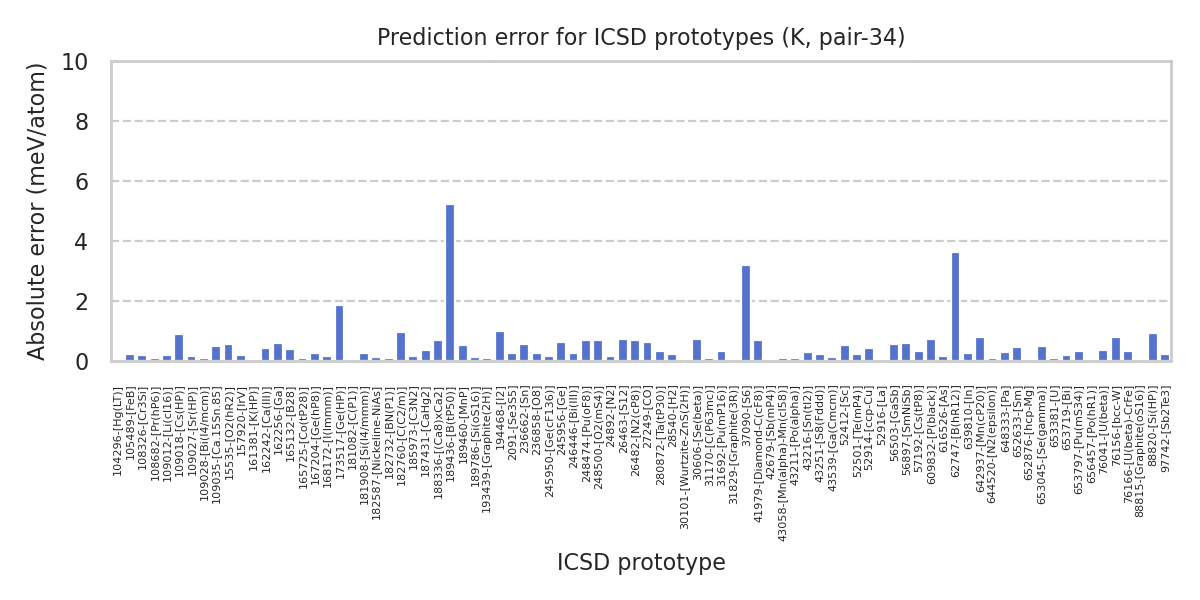 Prediction error for ICSD prototypes (K, pair-34)
Absolute error (meV/atom)
10
8
6
4
2
0
104296-[Hg(LT)]
105489-[FeB]
108326-[Cr3Si]
108682-[Pr(hP6)]
109012-[Li(cI16)]
109018-[Cs(HP)]
109027-[Sr(HP)]
109028-[Bi(I4/mcm)]
109035-[Ca.15Sn.85]
15535-[O2(hR2)]
157920-[IrV]
161381-[K(HP)]
162242-[Ca(III)]
162256-[Ga]
165132-[B28]
165725-[Co(tP28)]
167204-[Ge(hP8)]
168172-[I(Immm)]
173517-[Ge(HP)]
181082-[C(P1)]
181908-[Si(I4/mmm)]
182587-[Nickeline-NiAs]
182732-[BN(P1)]
182760-[C(C2/m)]
185973-[C3N2]
187431-[CaHg2]
188336-[(Ca8)xCa2]
189436-[B(tP50)]
189460-[MnP]
189786-[Si(oS16)]
193439-[Graphite(2H)]
194468-[I2]
2091-[Se3S5]
236662-[Sn]
236858-[O8]
245950-[Ge(cF136)]
245956-[Ge]
246446-[Bi(III)]
248474-[Pu(oF8)]
248500-[O2(mS4)]
24892-[N2]
26463-[S12]
26482-[N2(cP8)]
27249-[CO]
280872-[Ta(tP30)]
28540-[H2]
30101-[Wurtzite-ZnS(2H)]
30606-[Se(beta)]
31170-[C(P63mc)]
31692-[Pu(mP16)]
31829-[Graphite(3R)]
37090-[S6]
41979-[Diamond-C(cF8)]
42679-[Sb(mP4)]
43058-[Mn(alpha)-Mn(cI58)]
43211-[Po(alpha)]
43216-[Sn(tI2)]
43251-[S8(Fddd)]
43539-[Ga(Cmcm)]
52412-[Sc]
52501-[Te(mP4)]
52914-[fcc-Cu]
52916-[La]
56503-[GaSb]
56897-[SmNiSb]
57192-[Cs(tP8)]
609832-[P(black)]
616526-[As]
62747-[B(hR12)]
639810-[In]
642937-[Mn(cP20)]
644520-[N2(epsilon)]
648333-[Pa]
652633-[Sm]
652876-[hcp-Mg]
653045-[Se(gamma)]
653381-[U]
653719-[Bi]
653797-[Pu(mS34)]
656457-[Po(hR1)]
76041-[U(beta)]
76156-[bcc-W]
76166-[U(beta)-CrFe]
88815-[Graphite(oS16)]
88820-[Si(HP)]
97742-[Sb2Te3]
ICSD prototype